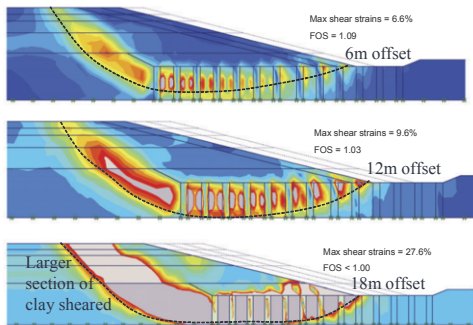 Max shear strains = 6.6%
FOS = 1.09
6m offset
Max shear strains = 9.6%
FOS = 1.03
12m offset
Max shear strains = 27.6%
FOS < 1.00
18m offset
Larger
section of
clay sheared